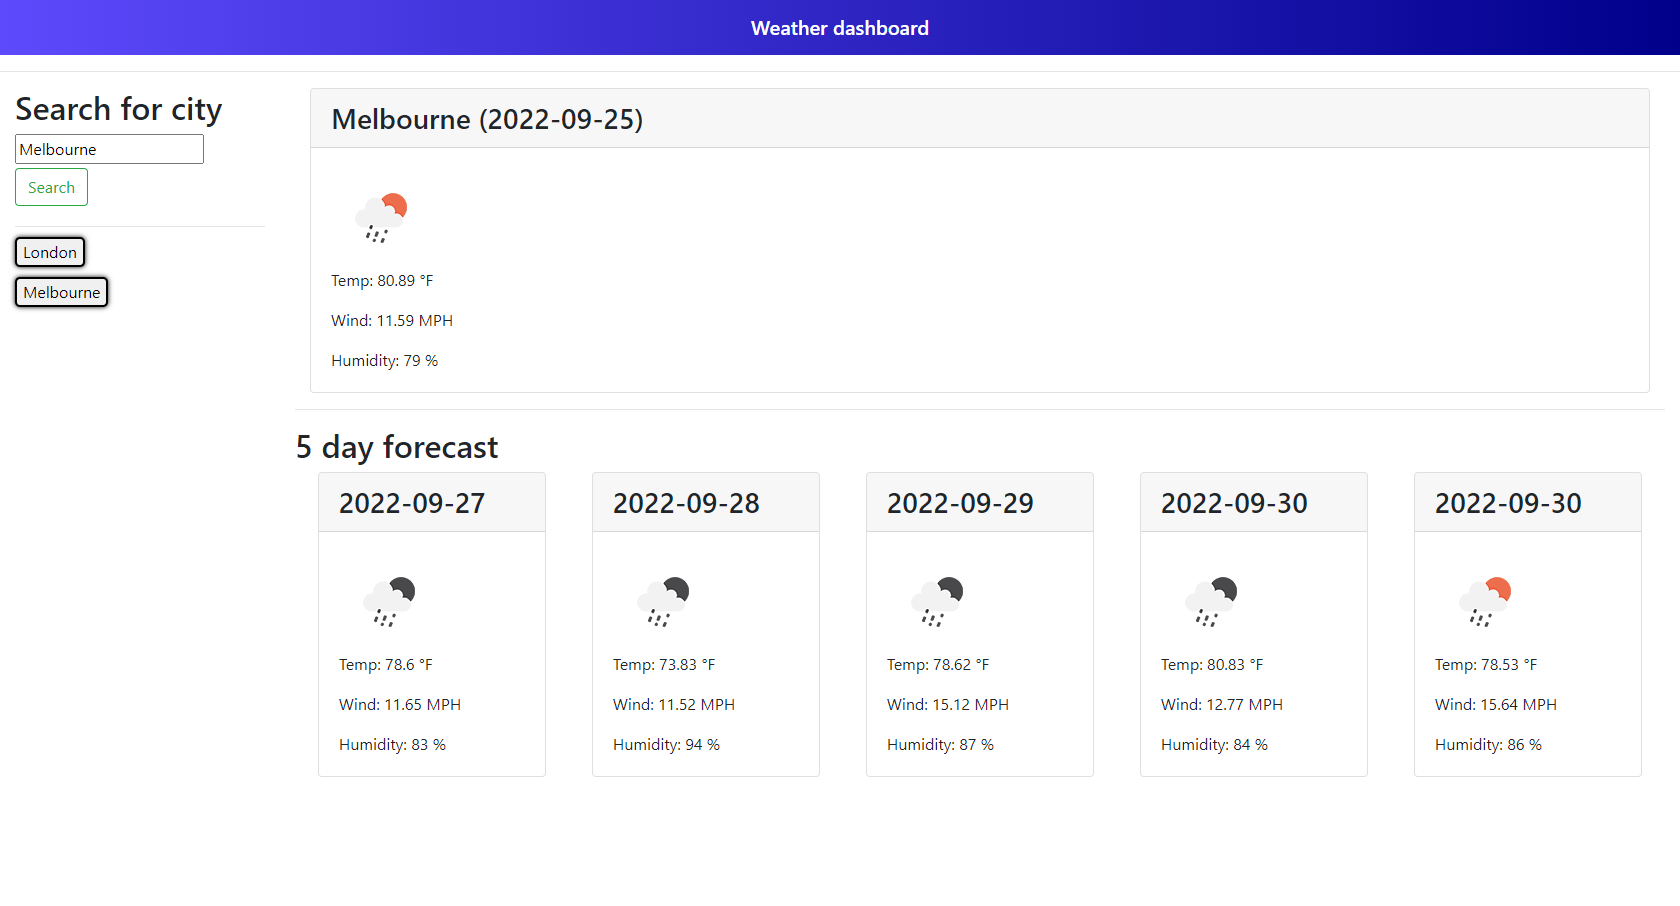 Weather dashboard
Search for city
Melbourne
Search
London
Melbourne
Melbourne (2022-09-25)
Temp: 80.89 °F
Wind: 11.59 MPH
Humidity: 79 %
5 day forecast
2022-09-27
Temp: 78.6 °F
Wind: 11.65 MPH
Humidity: 83 %
2022-09-28
Temp: 73.83 °F
Wind: 11.52 MPH
Humidity: 94 %
2022-09-29
Temp: 78.62 °F
Wind: 15.12 MPH
Humidity: 87 %
2022-09-30
Temp: 80.83 °F
Wind: 12.77 MPH
Humidity: 84 %
2022-09-30
Temp: 78.53 °F
Wind: 15.64 MPH
Humidity: 86 %